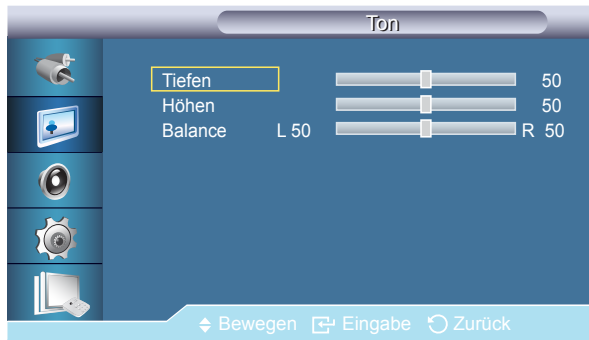 Ton
Tiefen 50
Höhen 50
Balance L 50 R 50
Bewegen Eingabe Zurück